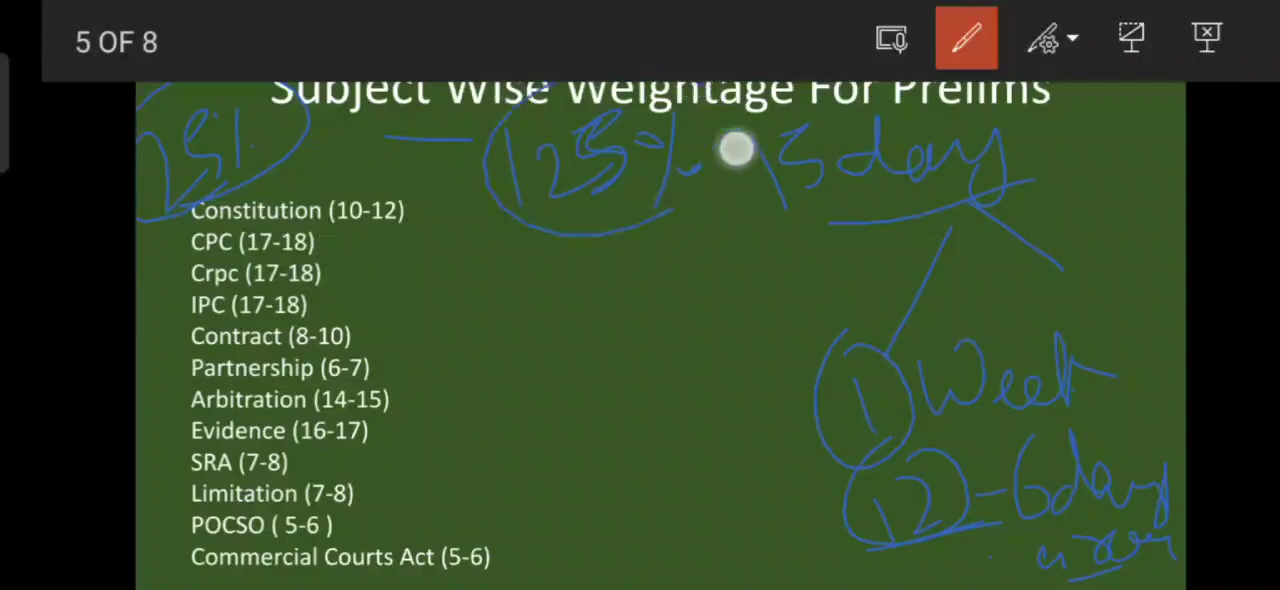 5 OF 8
Subject Wise Weightage For Prelims
25% — 125% 15 day
Constitution (10-12)
CPC (17-18)
Crpc (17-18)
IPC (17-18)
Contract (8-10)
Partnership (6-7)
Arbitration (14-15)
Evidence (16-17)
SRA (7-8)
Limitation (7-8)
POCSO ( 5-6 )
Commercial Courts Act (5-6)
1 Week
122 - 6 day